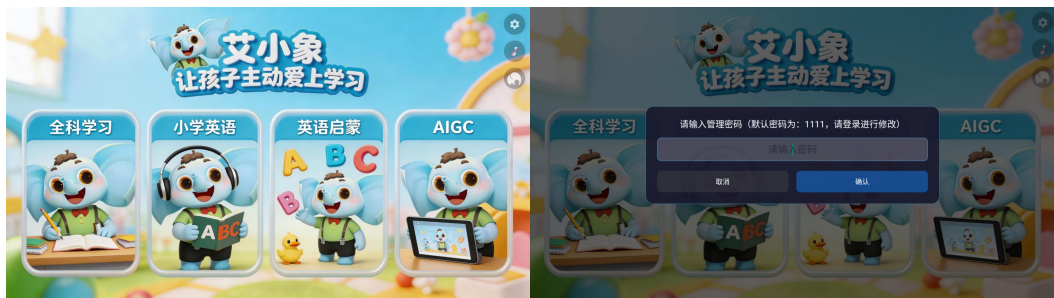 艾小象
让孩子主动爱上学习
全科学习
小学英语
英语启蒙
AIGC
ABC
A
B
C
B
艾小象
让孩子主动爱上学习
全科学习
AIGC
请输入管理密码（默认密码为：1111，请登录进行修改）
请输入密码
取消
确认
ABC
B